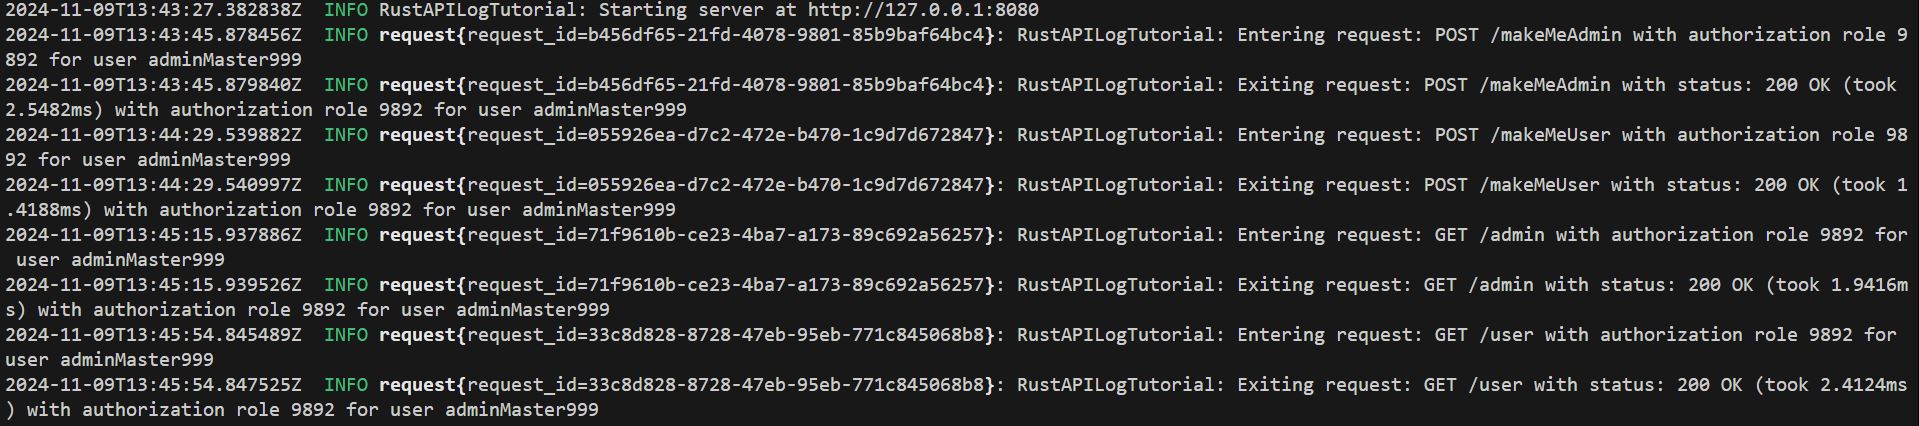 2024-11-09T13:43:27.382838Z  INFO RustAPILogTutorial: Starting server at http://127.0.0.1:8080
2024-11-09T13:43:45.878456Z  INFO request{request_id=b456df65-21fd-4078-9801-85b9baf64bc4}: RustAPILogTutorial: Entering request: POST /makeMeAdmin with authorization role 9
892 for user adminMaster999
2024-11-09T13:43:45.879840Z  INFO request{request_id=b456df65-21fd-4078-9801-85b9baf64bc4}: RustAPILogTutorial: Exiting request: POST /makeMeAdmin with status: 200 OK (took
2.5482ms) with authorization role 9892 for user adminMaster999
2024-11-09T13:44:29.539882Z  INFO request{request_id=055926ea-d7c2-472e-b470-1c9d7d672847}: RustAPILogTutorial: Entering request: POST /makeMeUser with authorization role 98
92 for user adminMaster999
2024-11-09T13:44:29.540997Z  INFO request{request_id=055926ea-d7c2-472e-b470-1c9d7d672847}: RustAPILogTutorial: Exiting request: POST /makeMeUser with status: 200 OK (took 1
.4188ms) with authorization role 9892 for user adminMaster999
2024-11-09T13:45:15.937886Z  INFO request{request_id=71f9610b-ce23-4ba7-a173-89c692a56257}: RustAPILogTutorial: Entering request: GET /admin with authorization role 9892 for
 user adminMaster999
2024-11-09T13:45:15.939526Z  INFO request{request_id=71f9610b-ce23-4ba7-a173-89c692a56257}: RustAPILogTutorial: Exiting request: GET /admin with status: 200 OK (took 1.9416m
s) with authorization role 9892 for user adminMaster999
2024-11-09T13:45:54.845489Z  INFO request{request_id=33c8d828-8728-47eb-95eb-771c845068b8}: RustAPILogTutorial: Entering request: GET /user with authorization role 9892 for
user adminMaster999
2024-11-09T13:45:54.847525Z  INFO request{request_id=33c8d828-8728-47eb-95eb-771c845068b8}: RustAPILogTutorial: Exiting request: GET /user with status: 200 OK (took 2.4124ms
) with authorization role 9892 for user adminMaster999